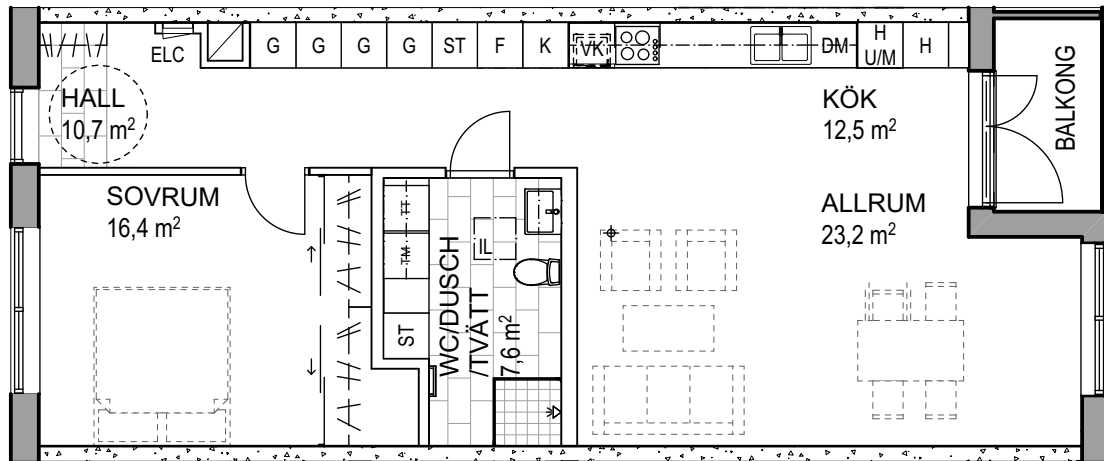 ELC
G
G
G
G
ST
F
K
VK
DM
H
U/M
H
HALL
10,7 m²
KÖK
12,5 m²
BALKONG
SOVRUM
16,4 m²
ALLRUM
23,2 m²
TT
TM
ST
IL
WC/DUSCH
/TVÄTT
7,6 m²